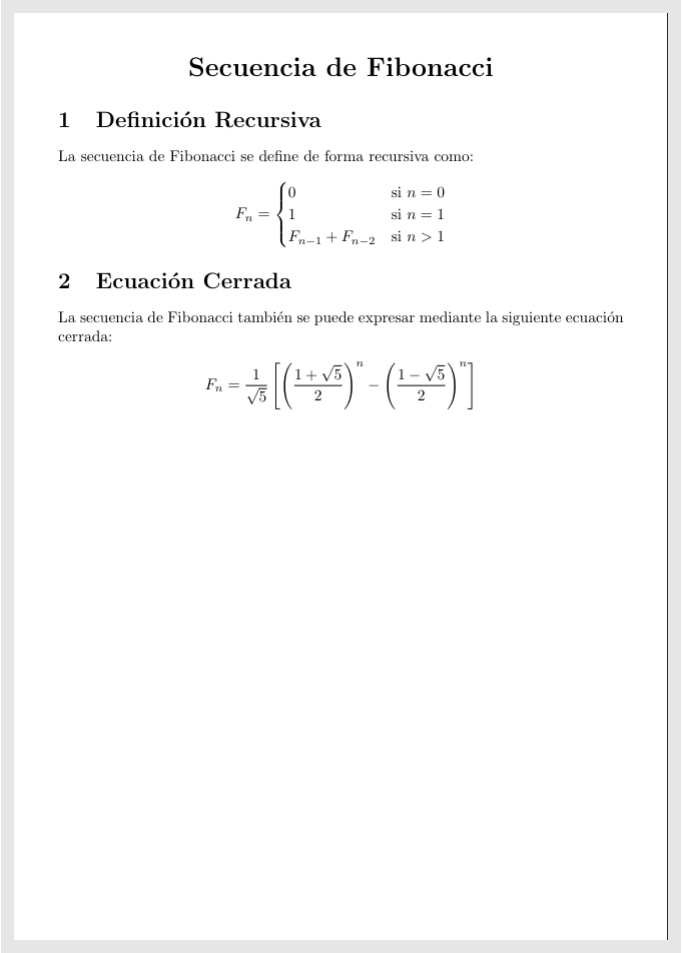 Secuencia de Fibonacci
1 Definición Recursiva
La secuencia de Fibonacci se define de forma recursiva como:
F_n = { 0 si n = 0
1 si n = 1
F_{n−1} + F_{n−2} si n > 1
2 Ecuación Cerrada
La secuencia de Fibonacci también se puede expresar mediante la siguiente ecuación
cerrada:
F_n = 1/√5 [ ( (1 + √5)/2 )^n − ( (1 − √5)/2 )^n ]